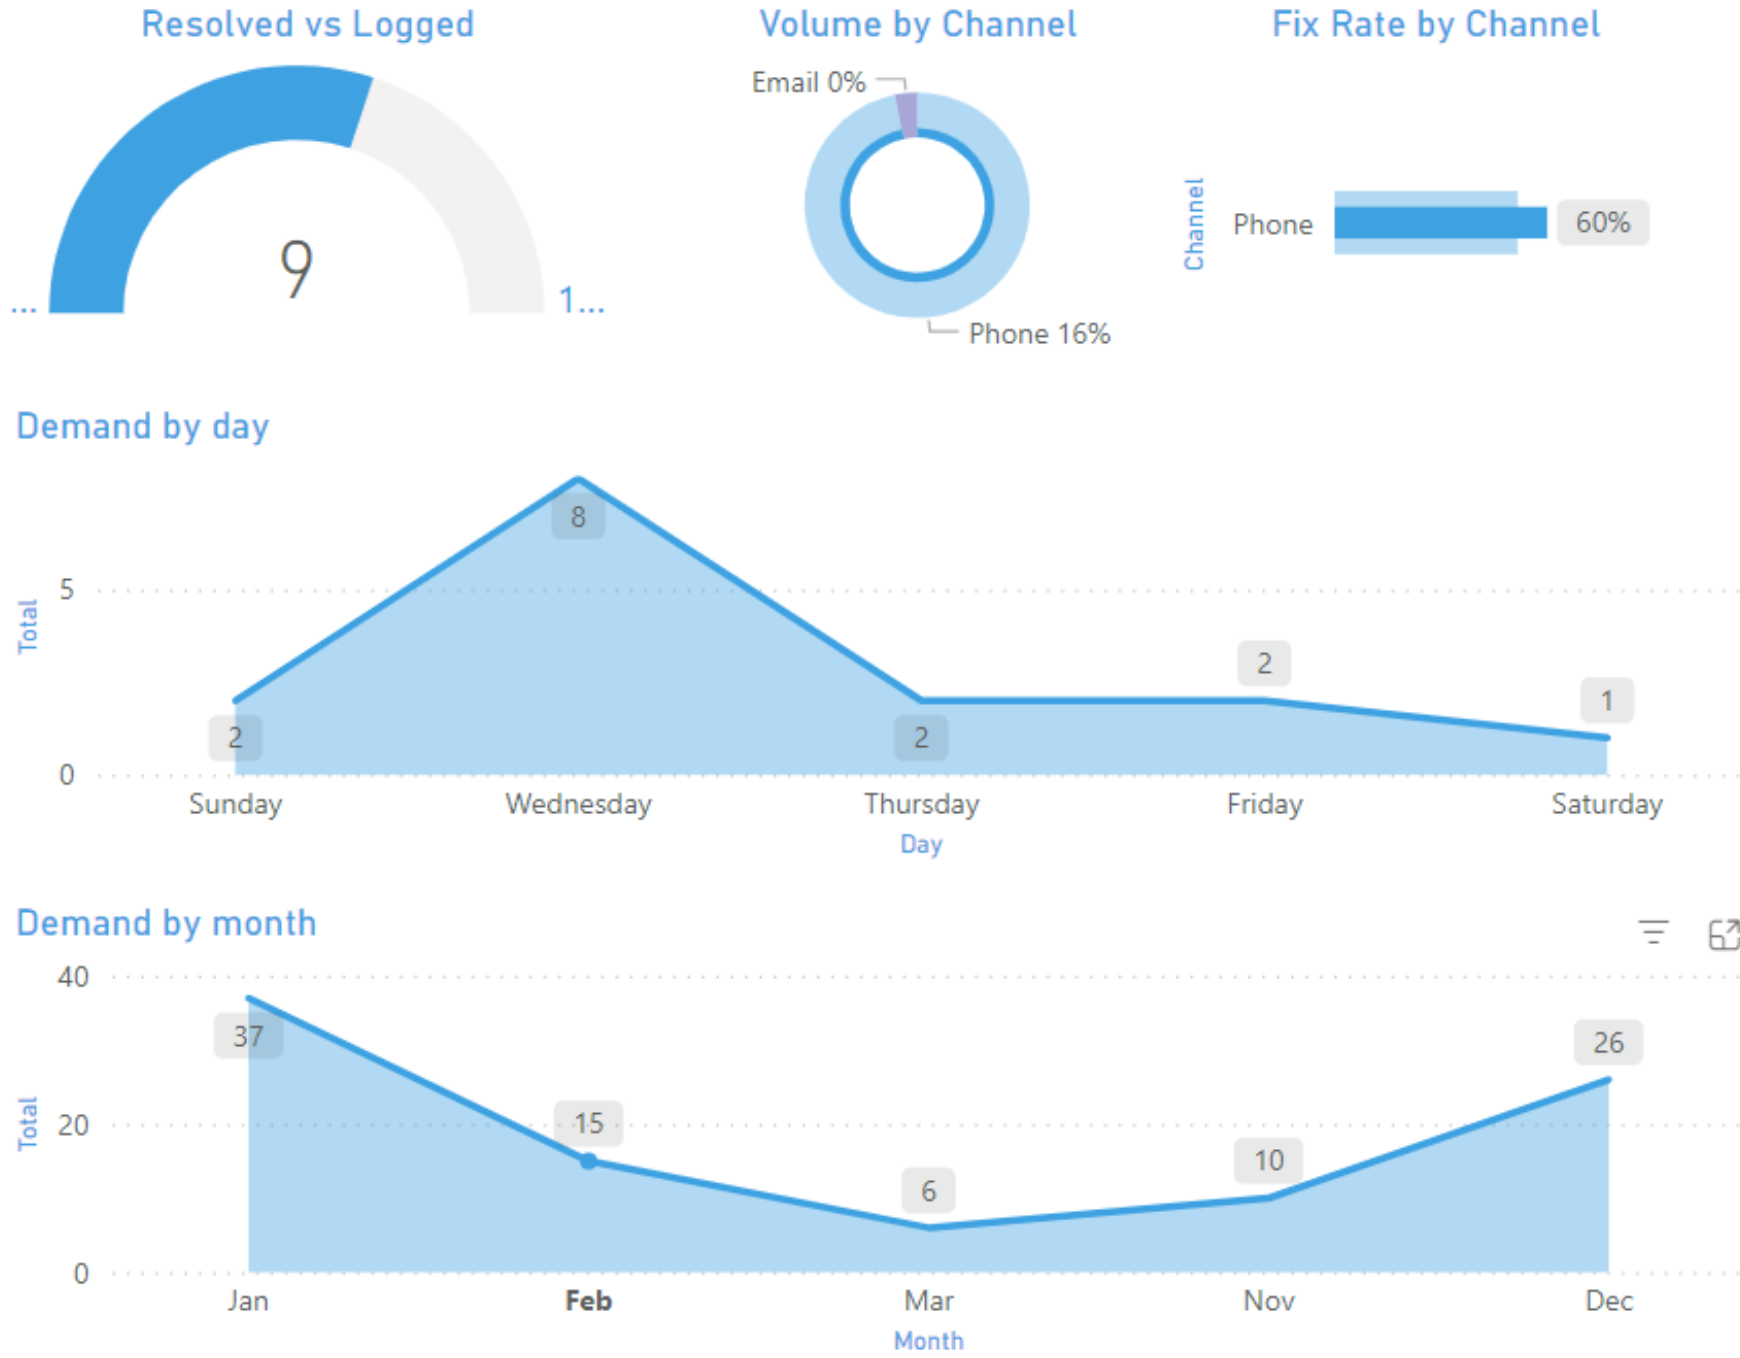 Resolved vs Logged
9
...
1...
Volume by Channel
Email 0%
Phone 16%
Fix Rate by Channel
Channel
Phone
60%
Demand by day
Total
5
0
2
8
2
2
1
Sunday
Wednesday
Thursday
Friday
Saturday
Day
Demand by month
Total
40
20
0
37
15
6
10
26
Jan
Feb
Mar
Nov
Dec
Month